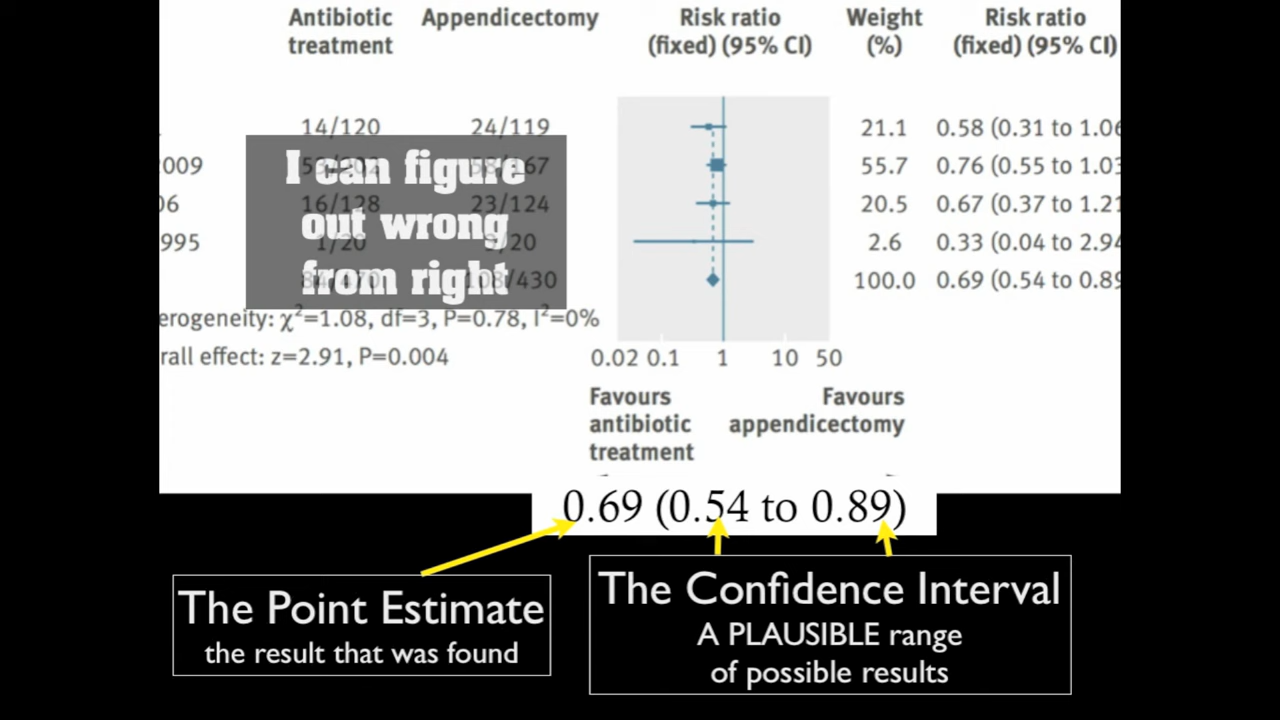 Antibiotic treatment
Appendicectomy
Risk ratio (fixed) (95% CI)
Weight (%)
Risk ratio (fixed) (95% CI)
14/120 24/119 21.1 0.58 (0.31 to 1.06
2009 55.7 0.76 (0.55 to 1.03
06 16/128 23/124 20.5 0.67 (0.37 to 1.21
995 1/20 /20 2.6 0.33 (0.04 to 2.94
/430 100.0 0.69 (0.54 to 0.89
I can figure
out wrong
from right
erogeneity: χ²=1.08, df=3, P=0.78, I²=0%
rall effect: z=2.91, P=0.004
0.02 0.1 1 10 50
Favours antibiotic treatment
Favours appendicectomy
0.69 (0.54 to 0.89)
The Point Estimate
the result that was found
The Confidence Interval
A PLAUSIBLE range
of possible results